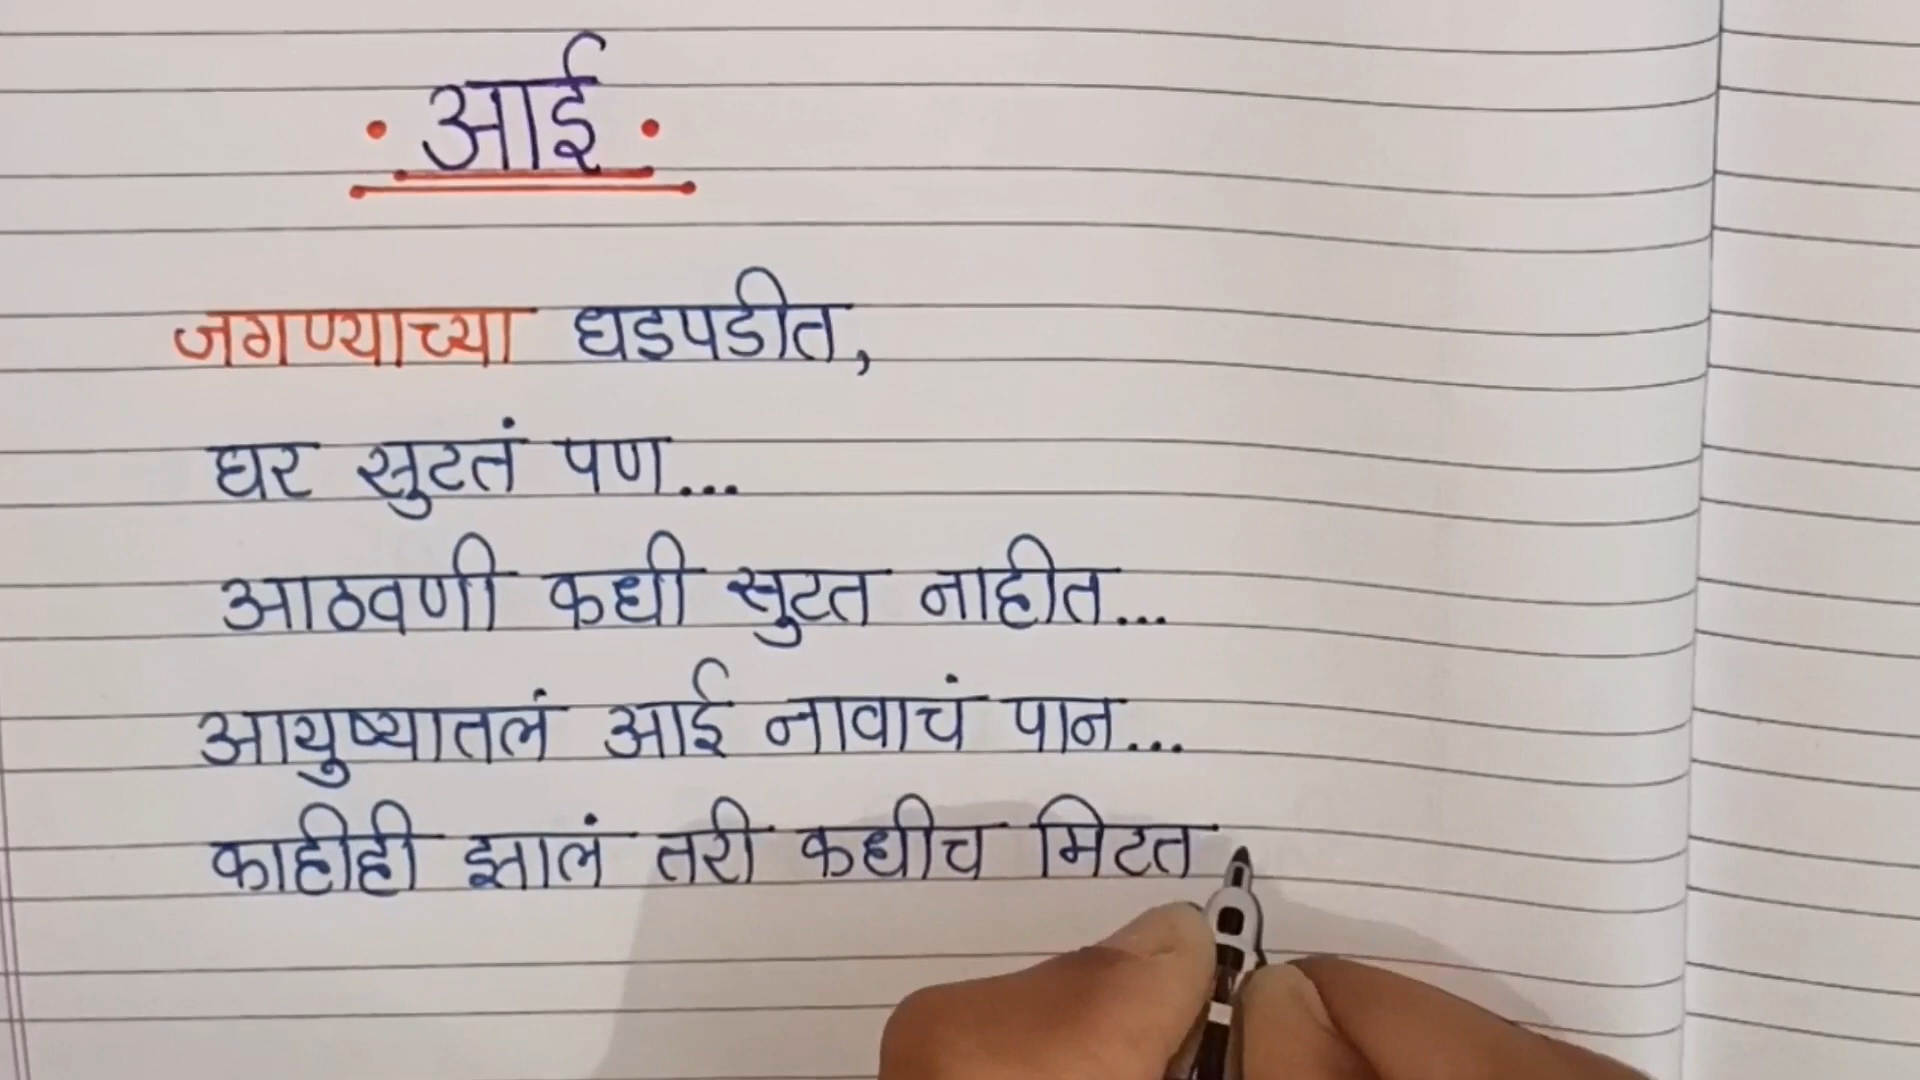 • आई •
जगण्याच्या धडपडीत,
घर सुटतं पण...
आठवणी कधी सुटत नाहीत...
आयुष्यातलं आई नावाचं पान...
काहीही झालं तरी कधीच मिटत